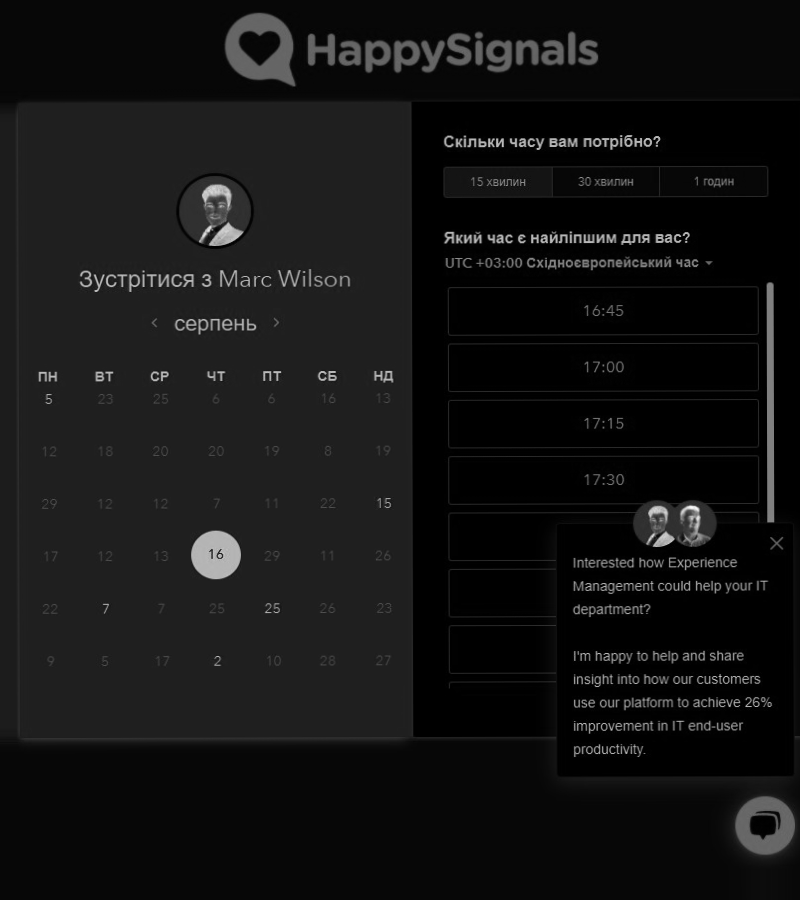 HappySignals
Зустрітися з Marc Wilson
серпень
ПН ВТ СР ЧТ ПТ СБ НД
5 23 25 6 6 16 13
12 18 20 20 19 8 19
29 12 12 7 11 22 15
17 12 13 16 29 11 26
22 7 7 25 25 26 23
9 5 17 2 10 28 27
Скільки часу вам потрібно?
15 хвилин 30 хвилин 1 годин
Який час є найліпшим для вас?
UTC +03:00 Східноєвропейський час
16:45
17:00
17:15
17:30
Interested how Experience
Management could help your IT
department?
I'm happy to help and share
insight into how our customers
use our platform to achieve 26%
improvement in IT end-user
productivity.